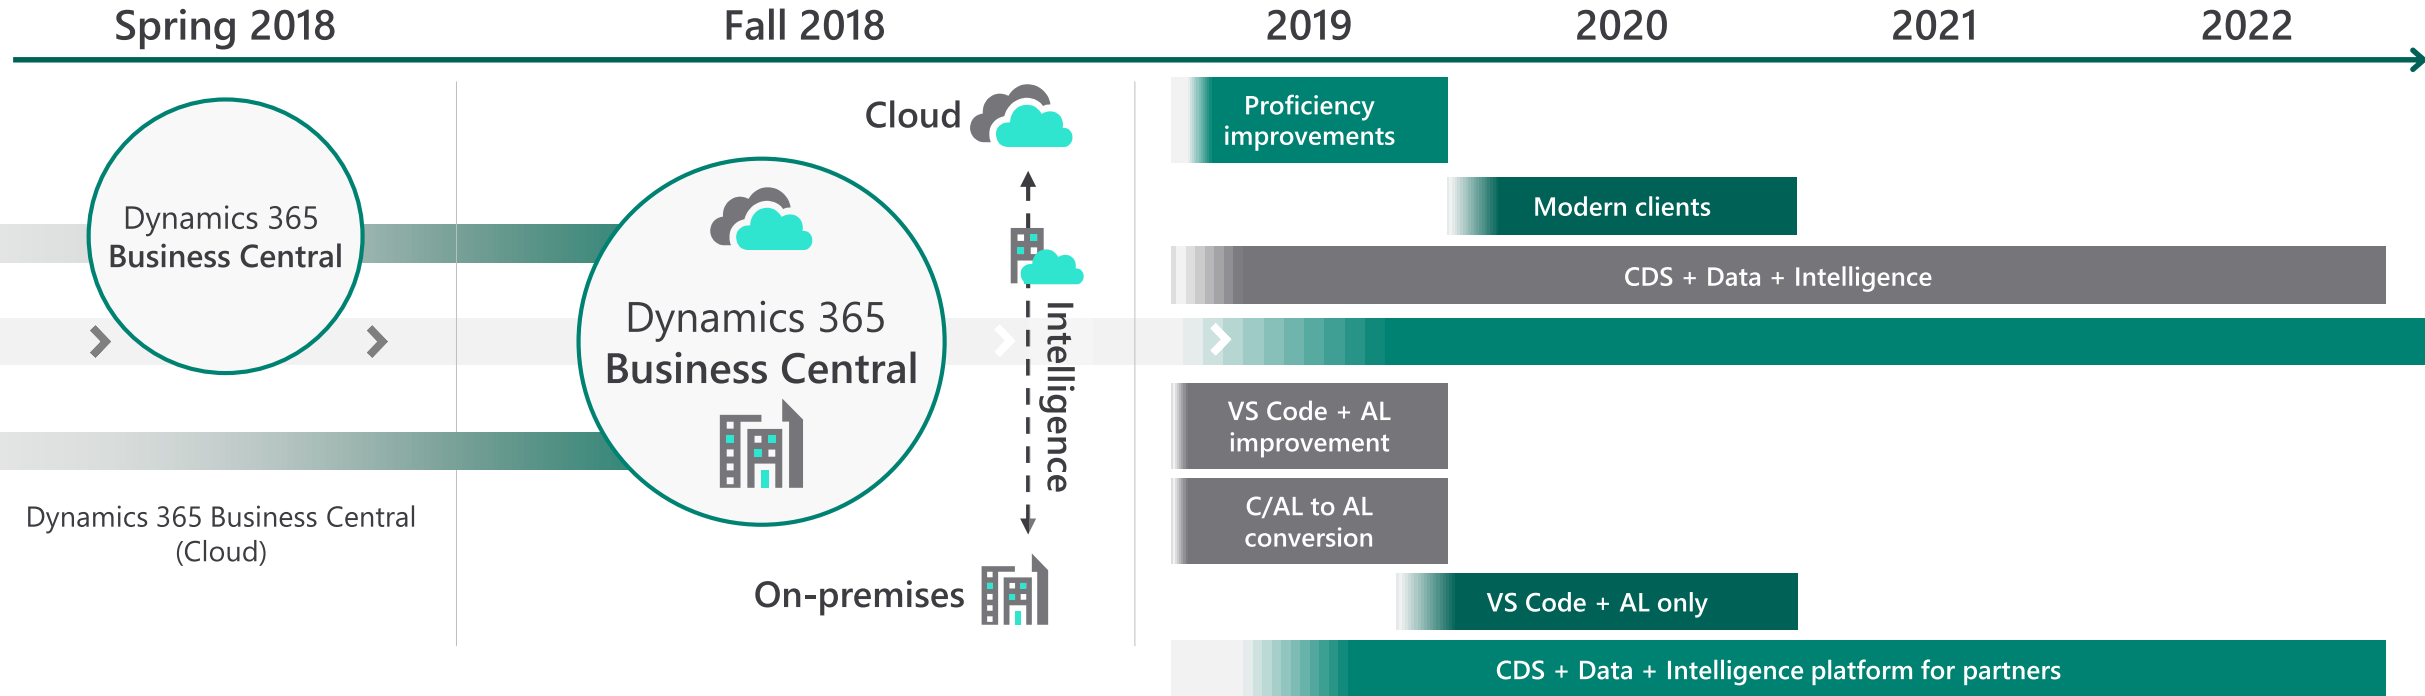 Spring 2018
Fall 2018
2019
2020
2021
2022
Dynamics 365
Business Central
Dynamics 365 Business Central
(Cloud)
Dynamics 365
Business Central
Cloud
Intelligence
On-premises
Proficiency
improvements
Modern clients
CDS + Data + Intelligence
VS Code + AL
improvement
C/AL to AL
conversion
VS Code + AL only
CDS + Data + Intelligence platform for partners